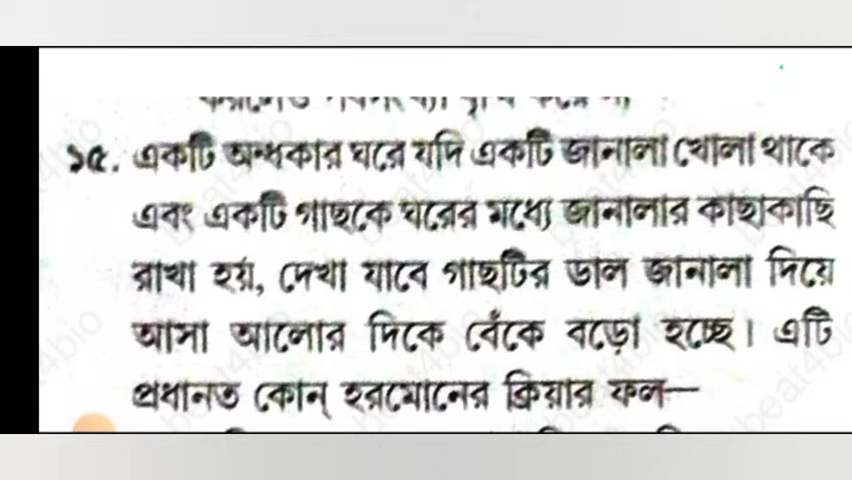 ১৫. একটি অন্ধকার ঘরে যদি একটি জানালা খোলা থাকে
এবং একটি গাছকে ঘরের মধ্যে জানালার কাছাকাছি
রাখা হয়, দেখা যাবে গাছটির ডাল জানালা দিয়ে
আসা আলোর দিকে বেঁকে বড়ো হচ্ছে। এটি
প্রধানত কোন্ হরমোনের ক্রিয়ার ফল—